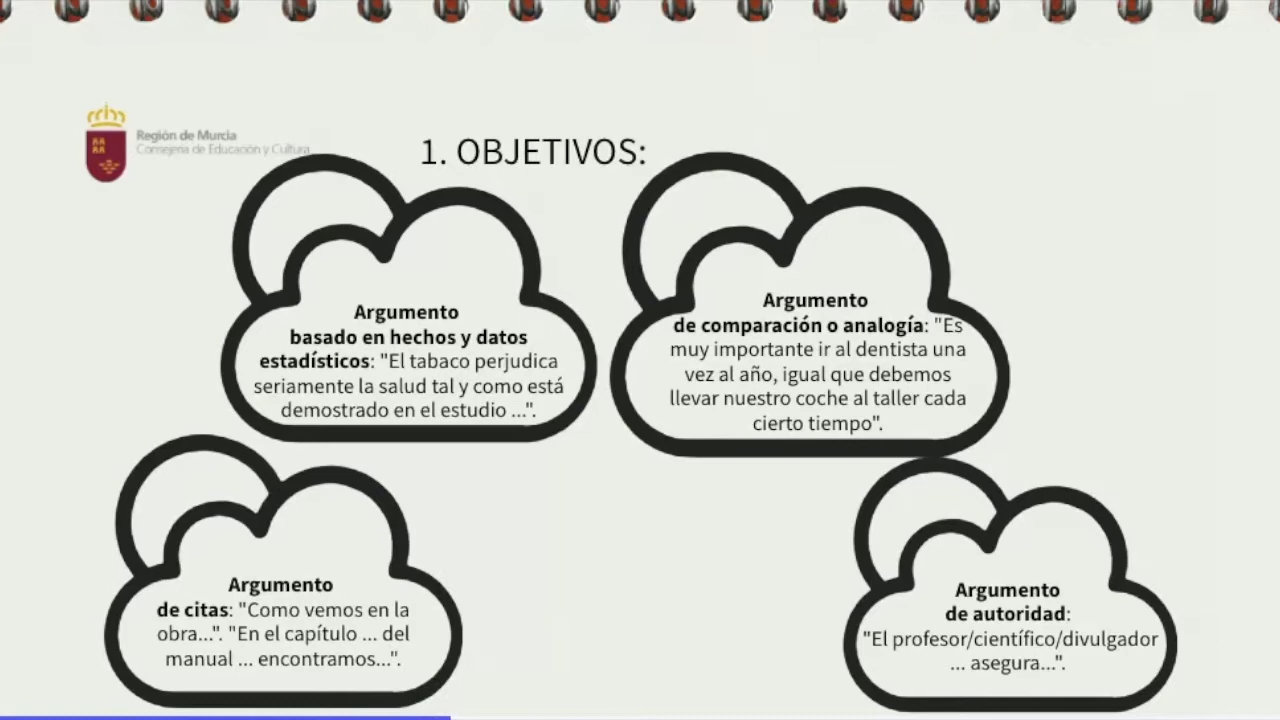 Región de Murcia
Consejería de Educación y Cultura
1. OBJETIVOS:
Argumento
basado en hechos y datos
estadísticos: "El tabaco perjudica
seriamente la salud tal y como está
demostrado en el estudio ...".
Argumento
de comparación o analogía: "Es
muy importante ir al dentista una
vez al año, igual que debemos
llevar nuestro coche al taller cada
cierto tiempo".
Argumento
de citas: "Como vemos en la
obra...". "En el capítulo ... del
manual ... encontramos...".
Argumento
de autoridad:
"El profesor/científico/divulgador
... asegura...".